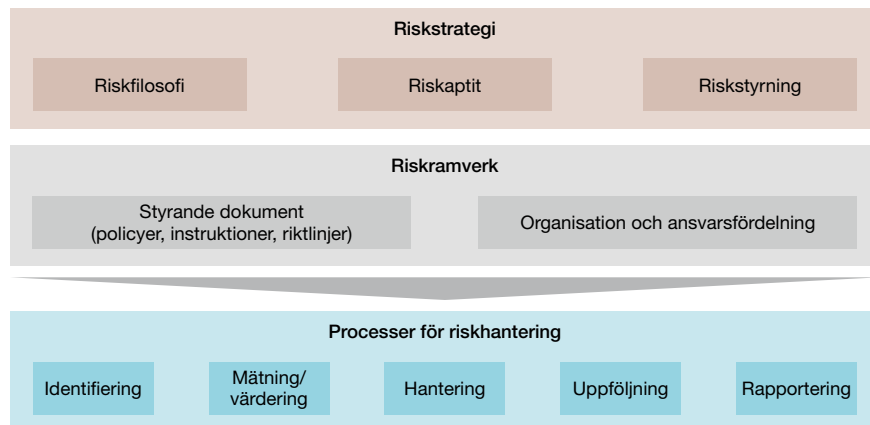 Riskstrategi
Riskfilosofi
Riskaptit
Riskstyrning
Riskramverk
Styrande dokument
(policyer, instruktioner, riktlinjer)
Organisation och ansvarsfördelning
Processer för riskhantering
Identifiering
Mätning/
värdering
Hantering
Uppföljning
Rapportering